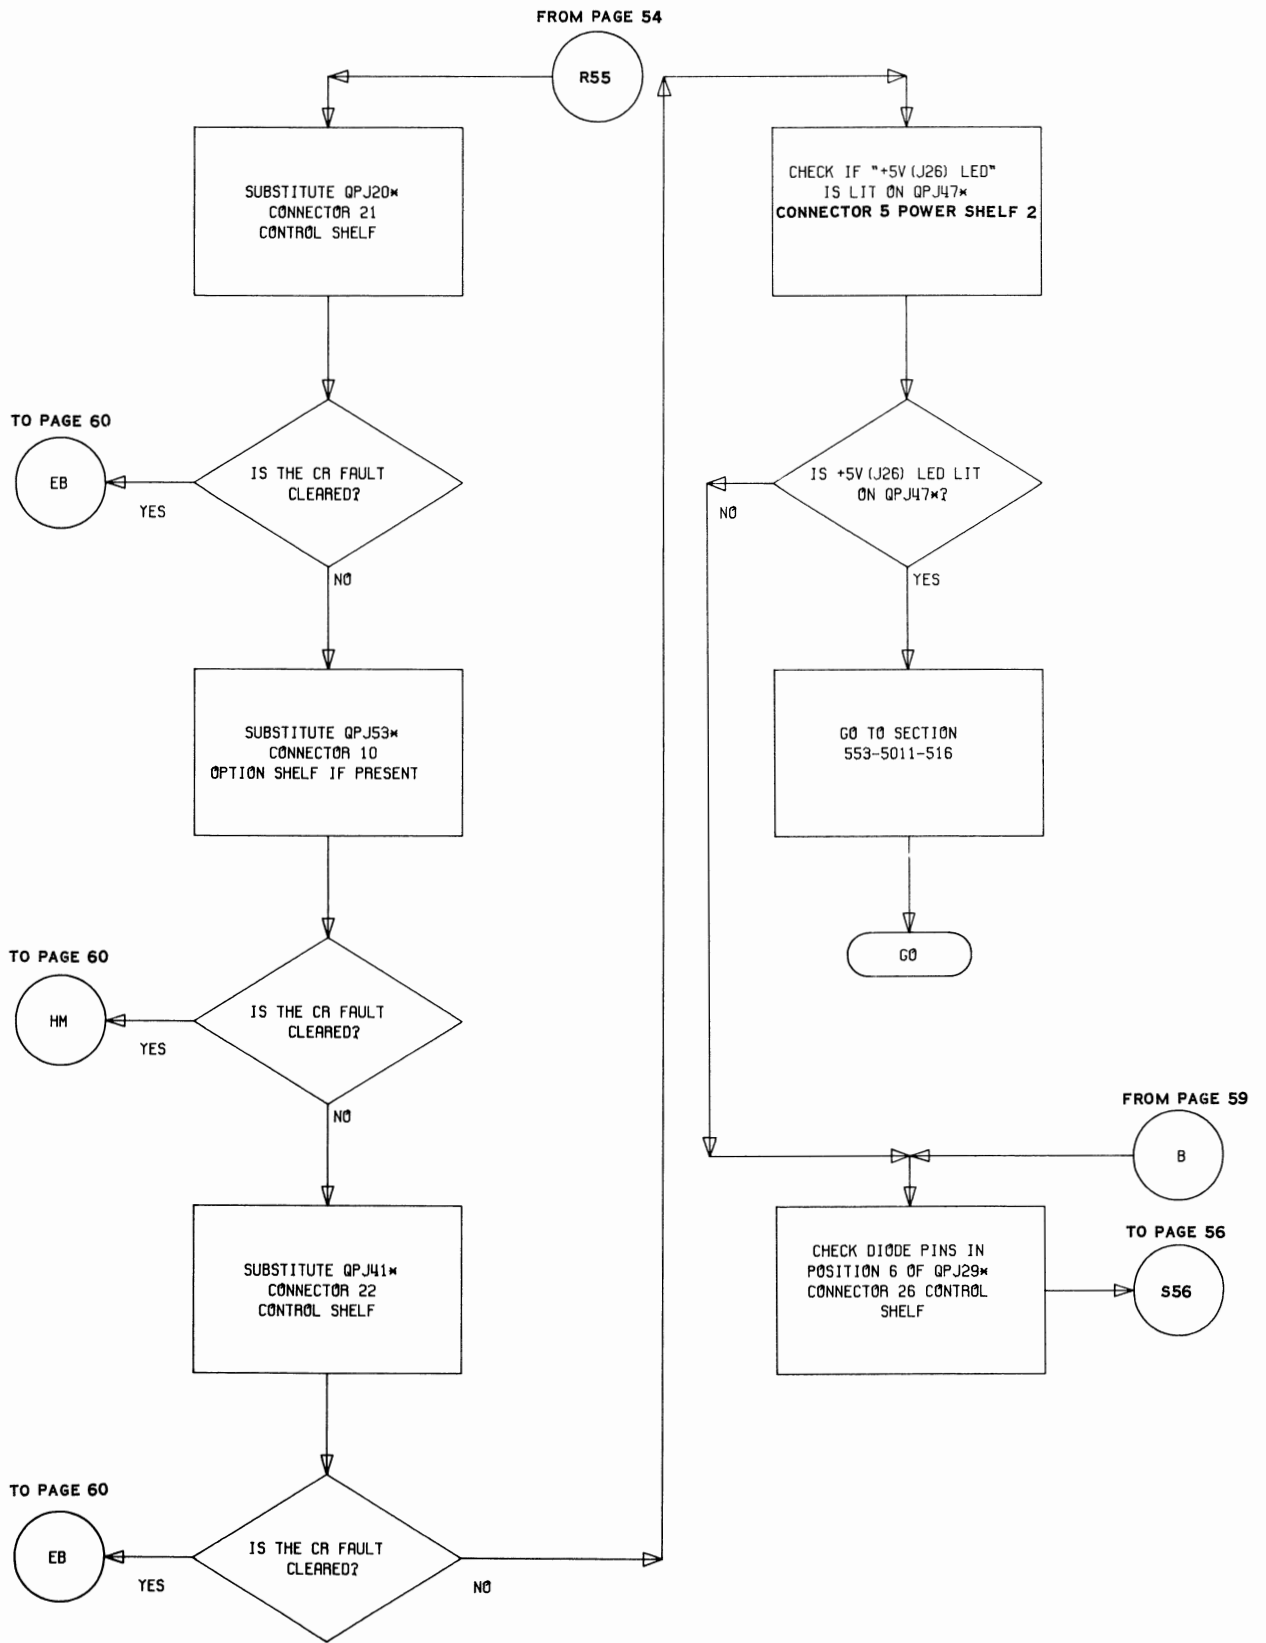 FROM PAGE 54
R55
SUBSTITUTE QPJ20*
CONNECTOR 21
CONTROL SHELF
TO PAGE 60
EB
IS THE CR FAULT
CLEARED?
YES
NO
SUBSTITUTE QPJ53*
CONNECTOR 10
OPTION SHELF IF PRESENT
TO PAGE 60
HM
IS THE CR FAULT
CLEARED?
YES
NO
SUBSTITUTE QPJ41*
CONNECTOR 22
CONTROL SHELF
TO PAGE 60
EB
IS THE CR FAULT
CLEARED?
YES
NO
CHECK IF "+5V(J26) LED"
IS LIT ON QPJ47*
CONNECTOR 5 POWER SHELF 2
IS +5V(J26) LED LIT
ON QPJ47*?
NO
YES
GO TO SECTION
553-5011-516
GO
FROM PAGE 59
B
CHECK DIODE PINS IN
POSITION 6 OF QPJ29*
CONNECTOR 26 CONTROL
SHELF
TO PAGE 56
S56